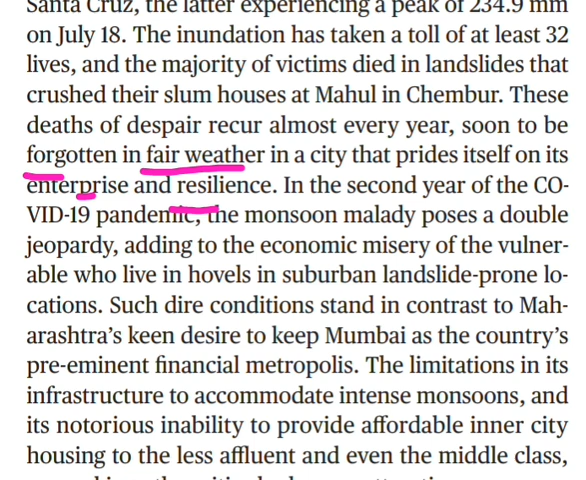 Santa Cruz, the latter experiencing a peak of 234.9 mm
on July 18. The inundation has taken a toll of at least 32
lives, and the majority of victims died in landslides that
crushed their slum houses at Mahul in Chembur. These
deaths of despair recur almost every year, soon to be
forgotten in fair weather in a city that prides itself on its
enterprise and resilience. In the second year of the CO-
VID-19 pandemic, the monsoon malady poses a double
jeopardy, adding to the economic misery of the vulner-
able who live in hovels in suburban landslide-prone lo-
cations. Such dire conditions stand in contrast to Mah-
arashtra’s keen desire to keep Mumbai as the country’s
pre-eminent financial metropolis. The limitations in its
infrastructure to accommodate intense monsoons, and
its notorious inability to provide affordable inner city
housing to the less affluent and even the middle class,